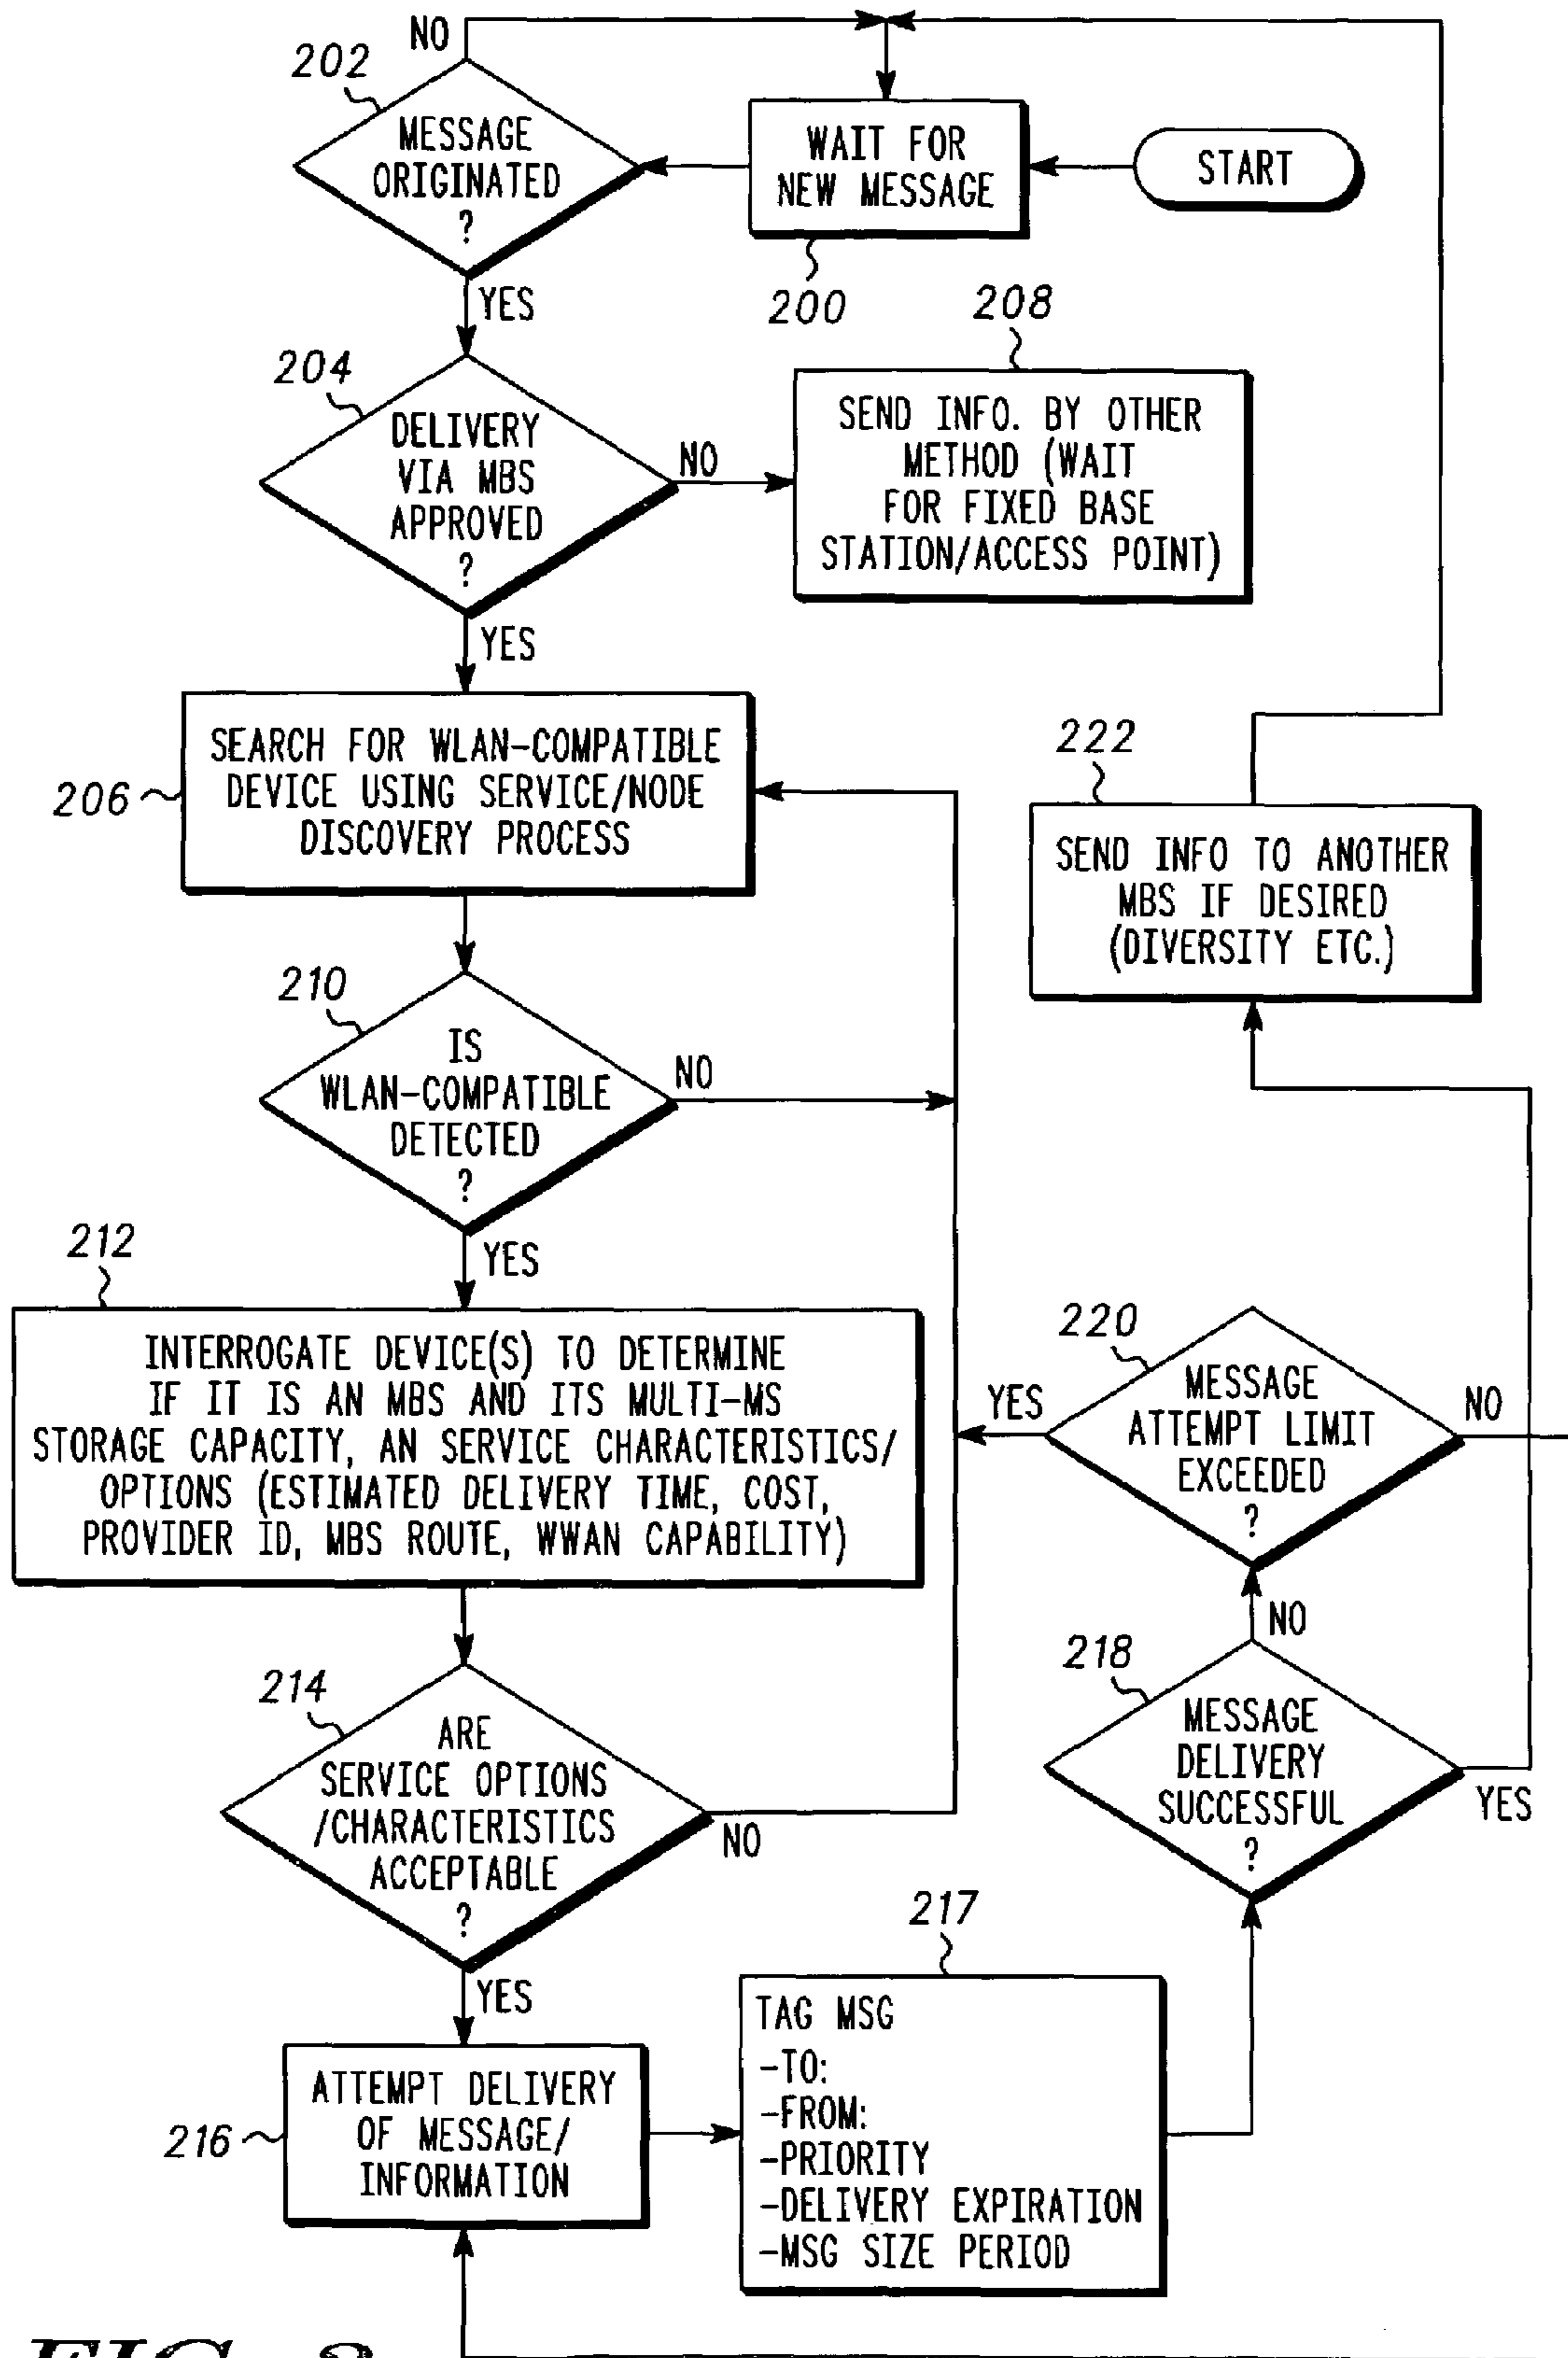 NO
202
MESSAGE
ORIGINATED
?
WAIT FOR
NEW MESSAGE
START
200
YES
204
DELIVERY
VIA MBS
APPROVED
?
NO
208
SEND INFO. BY OTHER
METHOD (WAIT
FOR FIXED BASE
STATION/ACCESS POINT)
YES
206
SEARCH FOR WLAN-COMPATIBLE
DEVICE USING SERVICE/NODE
DISCOVERY PROCESS
222
SEND INFO TO ANOTHER
MBS IF DESIRED
(DIVERSITY ETC.)
210
IS
WLAN-COMPATIBLE
DETECTED
?
NO
YES
212
INTERROGATE DEVICE(S) TO DETERMINE
IF IT IS AN MBS AND ITS MULTI-MS
STORAGE CAPACITY, AN SERVICE CHARACTERISTICS/
OPTIONS (ESTIMATED DELIVERY TIME, COST,
PROVIDER ID, MBS ROUTE, WWAN CAPABILITY)
220
MESSAGE
ATTEMPT LIMIT
EXCEEDED
?
YES
NO
NO
218
MESSAGE
DELIVERY
SUCCESSFUL
?
YES
214
ARE
SERVICE OPTIONS
/CHARACTERISTICS
ACCEPTABLE
?
NO
YES
216
ATTEMPT DELIVERY
OF MESSAGE/
INFORMATION
217
TAG MSG
-TO:
-FROM:
-PRIORITY
-DELIVERY EXPIRATION
-MSG SIZE PERIOD